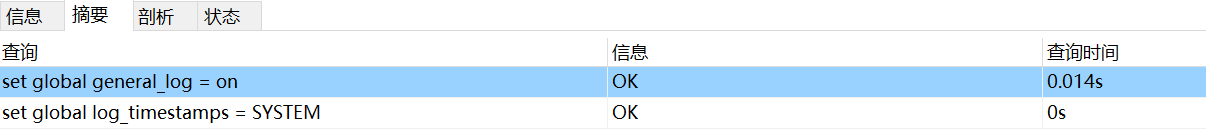 信息 摘要 剖析 状态
查询 信息 查询时间
set global general_log = on OK 0.014s
set global log_timestamps = SYSTEM OK 0s